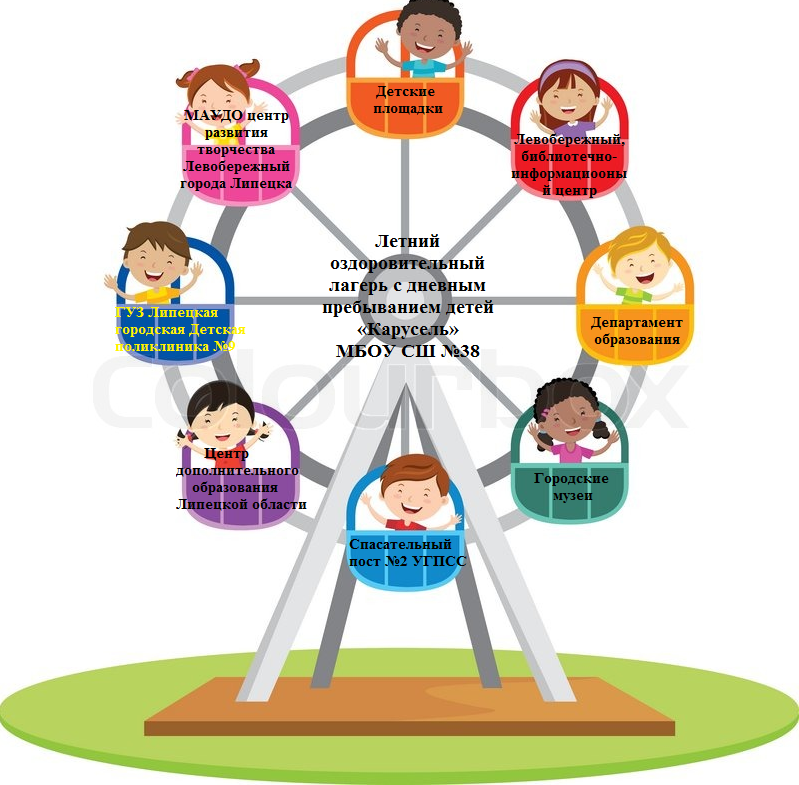 Детские
площадки
МАУДО центр
развития
творчества
Левобережный
города Липецка
Левобережный,
библиотечно-
информациооны
й центр
Летний
оздоровительный
лагерь с дневным
пребыванием детей
«Карусель»
МБОУ СШ №38
ГУЗ Липецкая
городская Детская
поликлиника №9
Департамент
образования
Центр
дополнительного
образования
Липецкой области
Городские
музеи
Спасательный
пост №2 УГПСС
colourbox